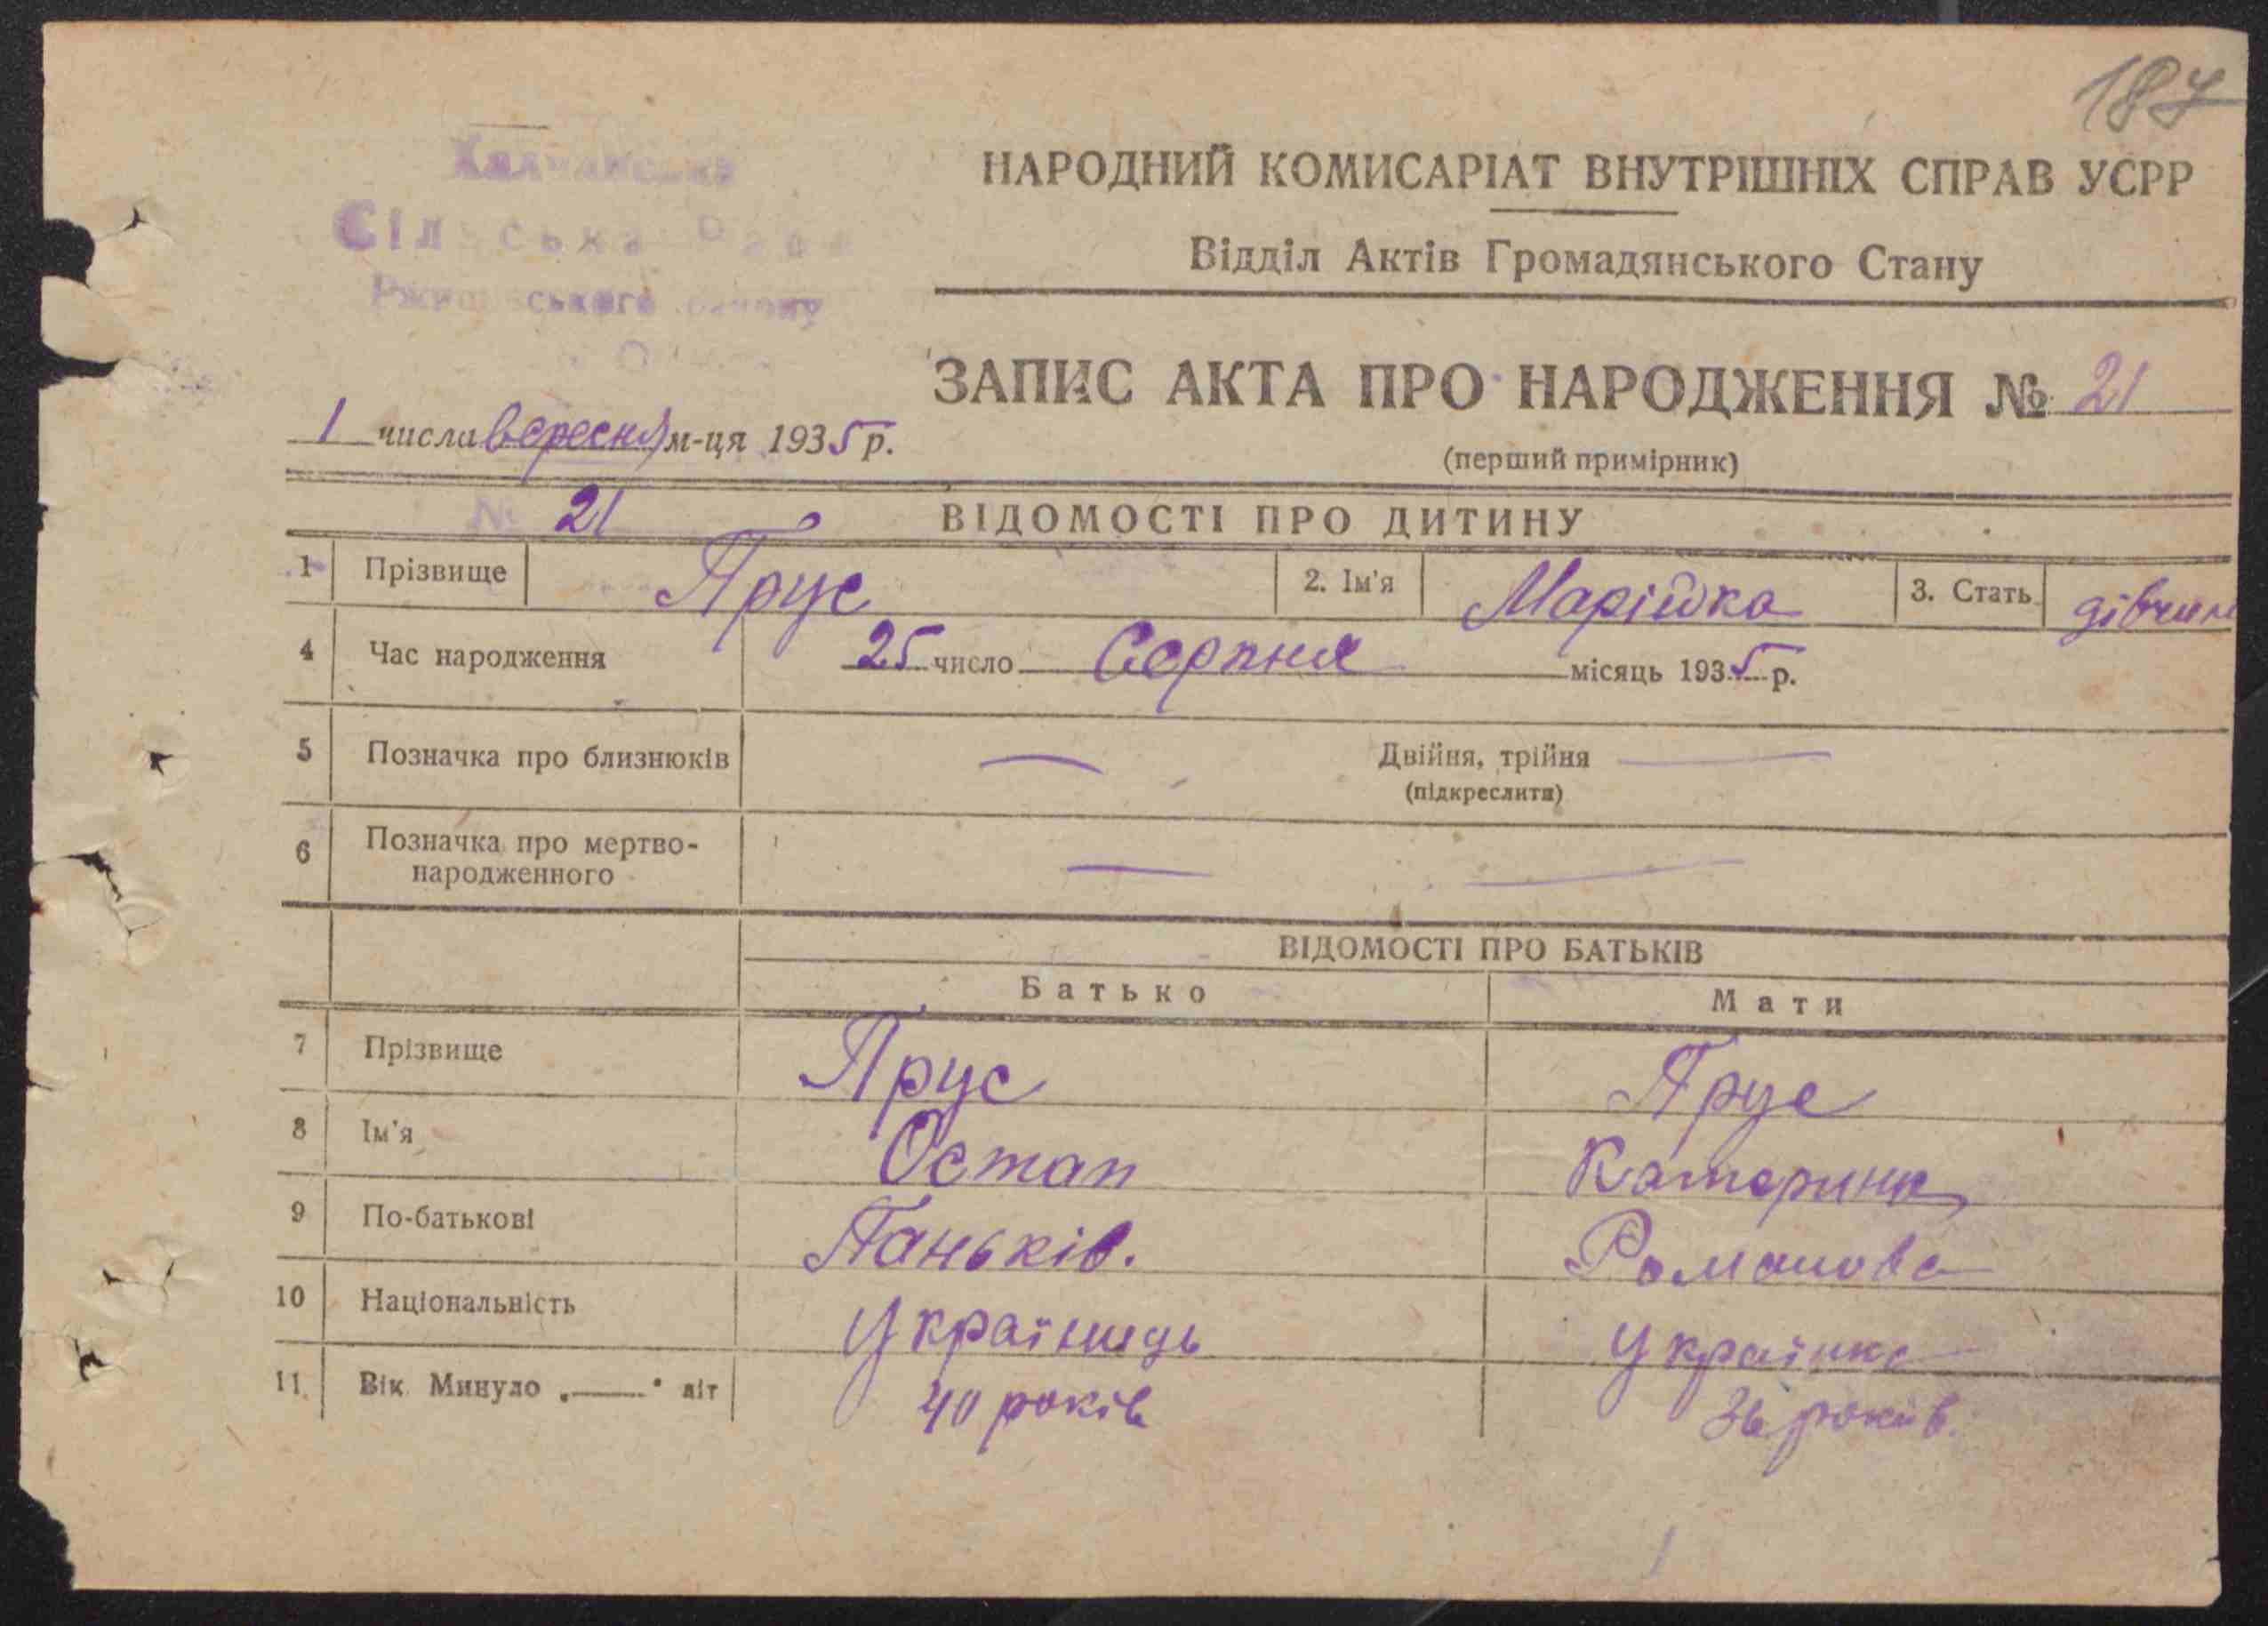 187
Сільська Рада
Ржищівського району
НАРОДНИЙ КОМИСАРІАТ ВНУТРІШНІХ СПРАВ УСРР
Відділ Актів Громадянського Стану
ЗАПИС АКТА ПРО НАРОДЖЕННЯ № 21
(перший примірник)
1 числа вересня м-ця 1935 р.
№ 21
ВІДОМОСТІ ПРО ДИТИНУ
1 Прізвище Прус 2. Ім'я Марійка 3. Стать дівчин
4 Час народження 25 число Серпня місяць 1935 р.
5 Позначка про близнюків — Двійня, трійня —
(підкреслити)
6 Позначка про мертво-
народженного — —
ВІДОМОСТІ ПРО БАТЬКІВ
Батько Мати
7 Прізвище Прус Прус
8 Ім'я Остап Катерина
9 По-батькові Паньків. Романова
10 Національність Українець Українка
11. Вік Минуло „——" літ 40 років 36 років.